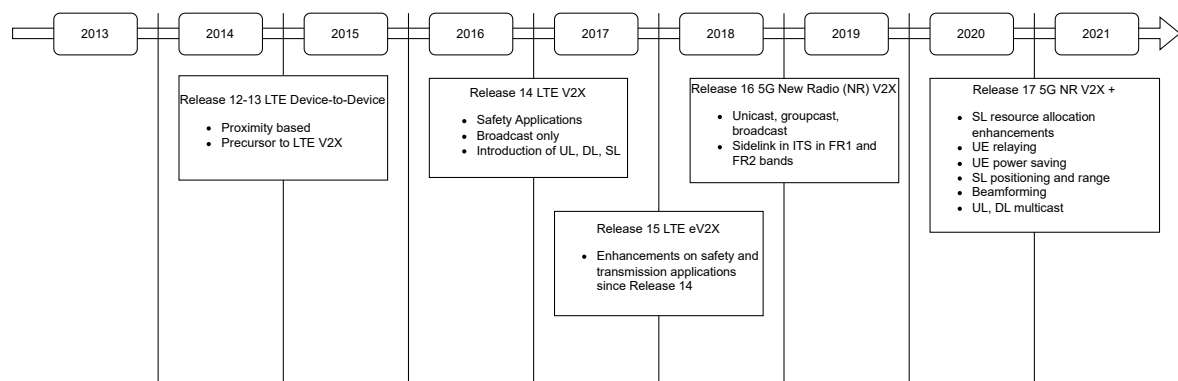 2013
2014
2015
2016
2017
2018
2019
2020
2021
Release 12-13 LTE Device-to-Device
• Proximity based
• Precursor to LTE V2X
Release 14 LTE V2X
• Safety Applications
• Broadcast only
• Introduction of UL, DL, SL
Release 15 LTE eV2X
• Enhancements on safety and
transmission applications
since Release 14
Release 16 5G New Radio (NR) V2X
• Unicast, groupcast,
broadcast
• Sidelink in ITS in FR1 and
FR2 bands
Release 17 5G NR V2X +
• SL resource allocation
enhancements
• UE relaying
• UE power saving
• SL positioning and range
• Beamforming
• UL, DL multicast